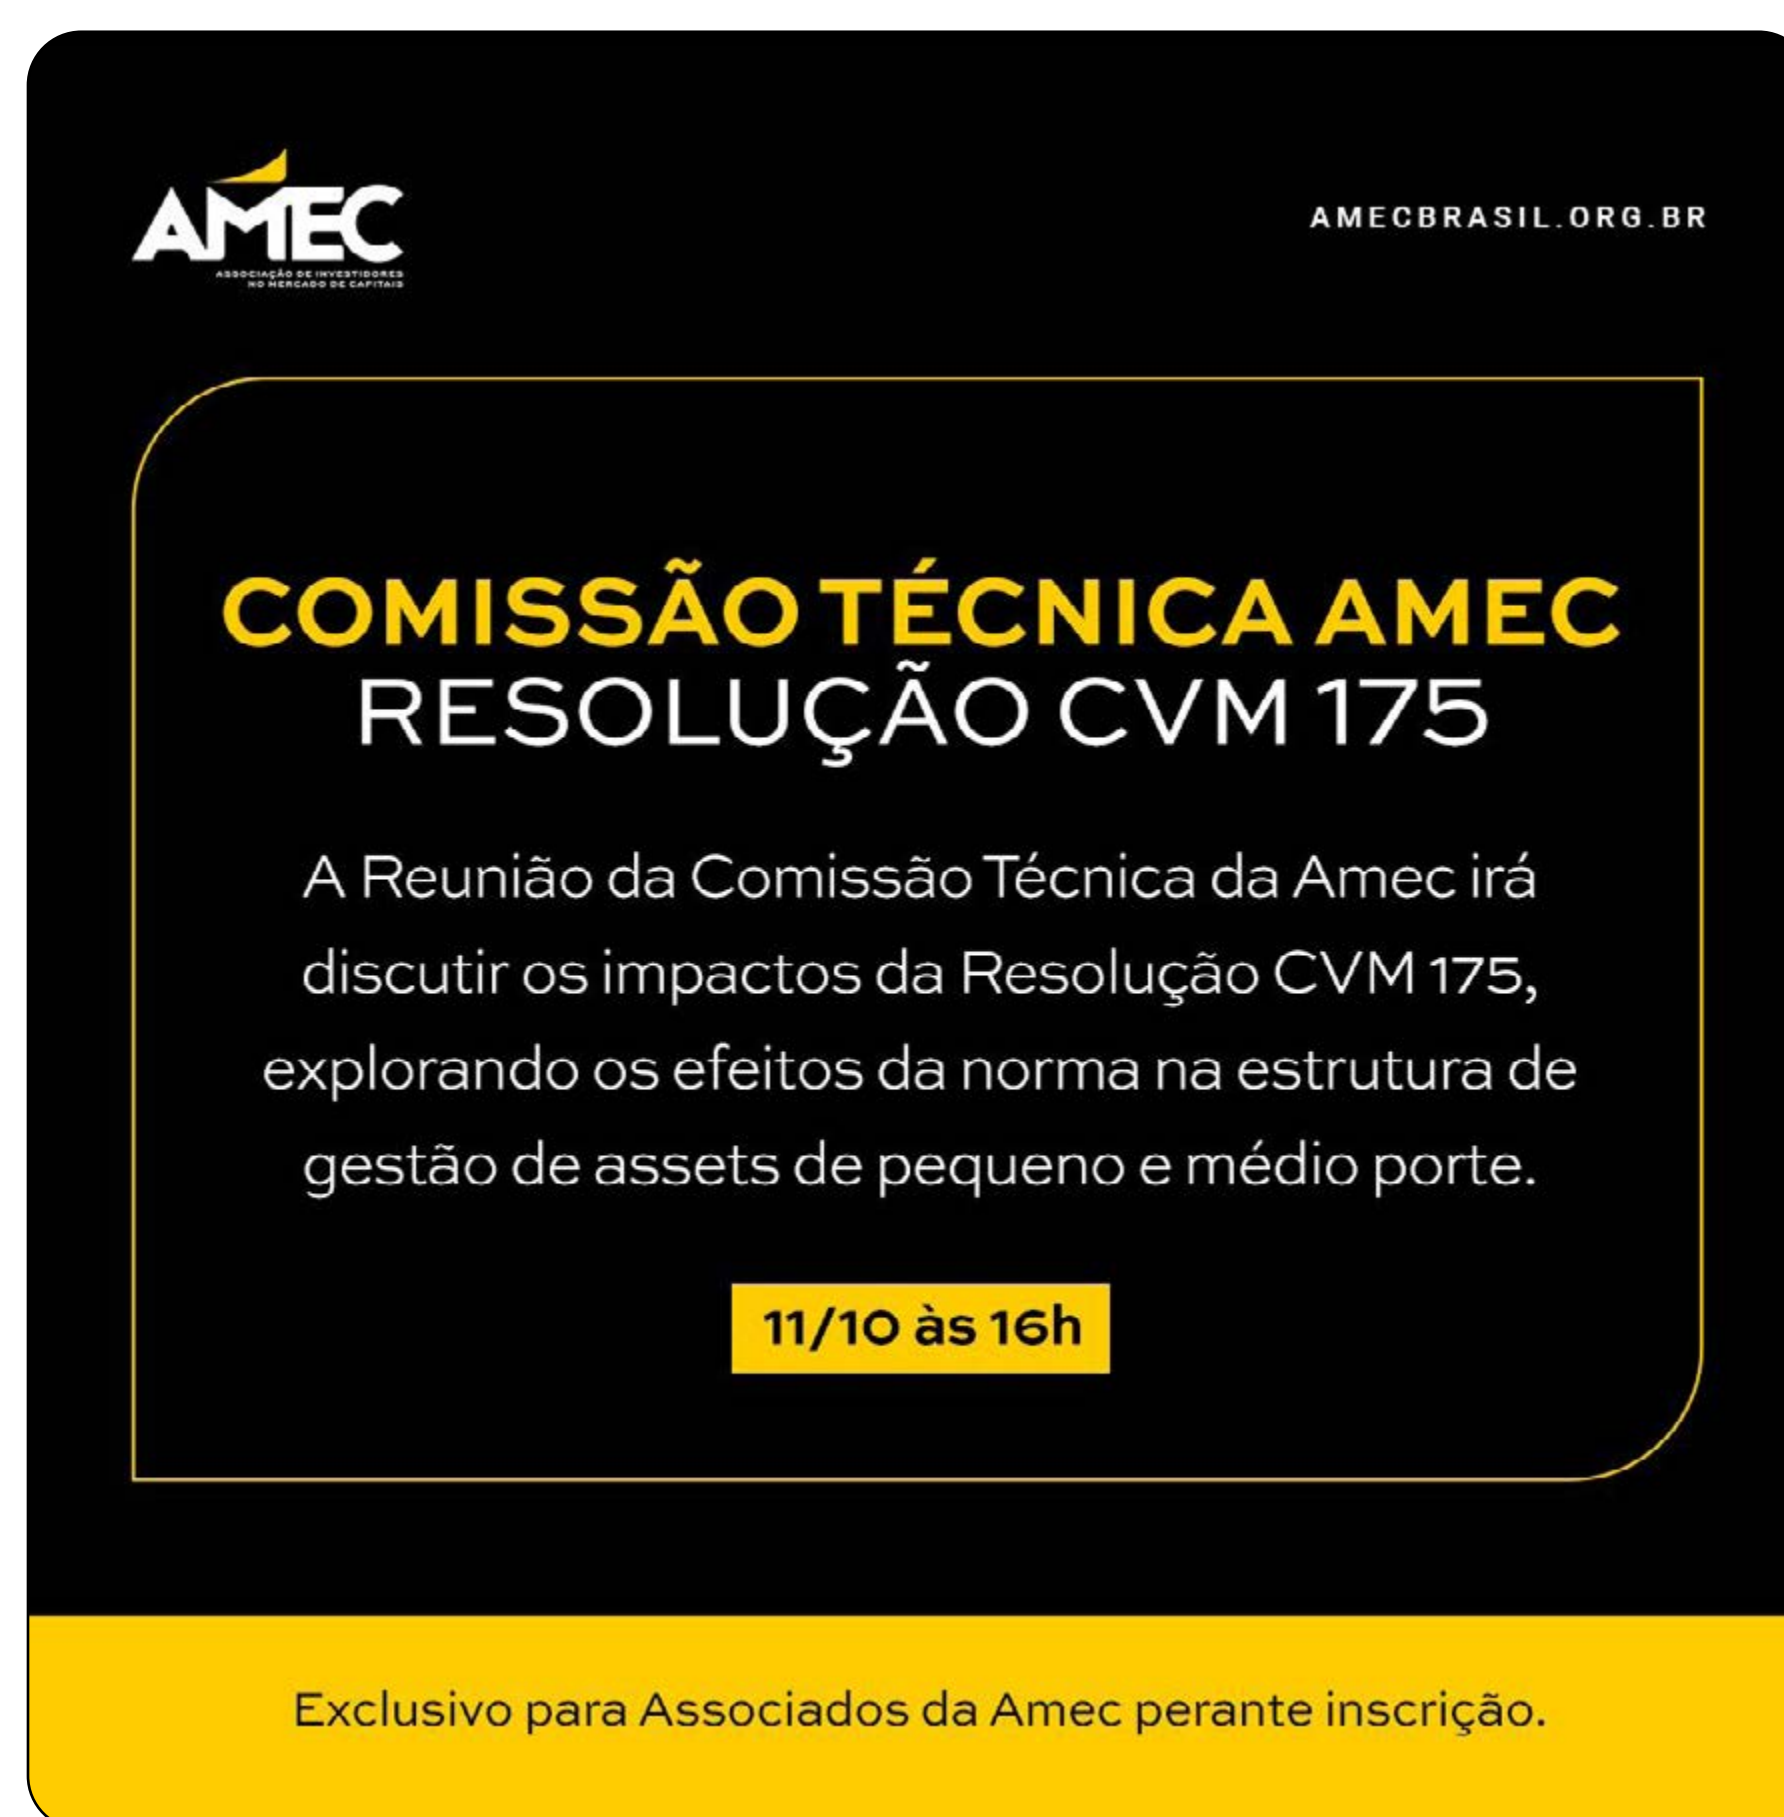 AMEC
ASSOCIAÇÃO DE INVESTIDORES
NO MERCADO DE CAPITAIS
AMECBRASIL.ORG.BR
COMISSÃO TÉCNICA AMEC
RESOLUÇÃO CVM 175
A Reunião da Comissão Técnica da Amec irá
discutir os impactos da Resolução CVM 175,
explorando os efeitos da norma na estrutura de
gestão de assets de pequeno e médio porte.
11/10 às 16h
Exclusivo para Associados da Amec perante inscrição.